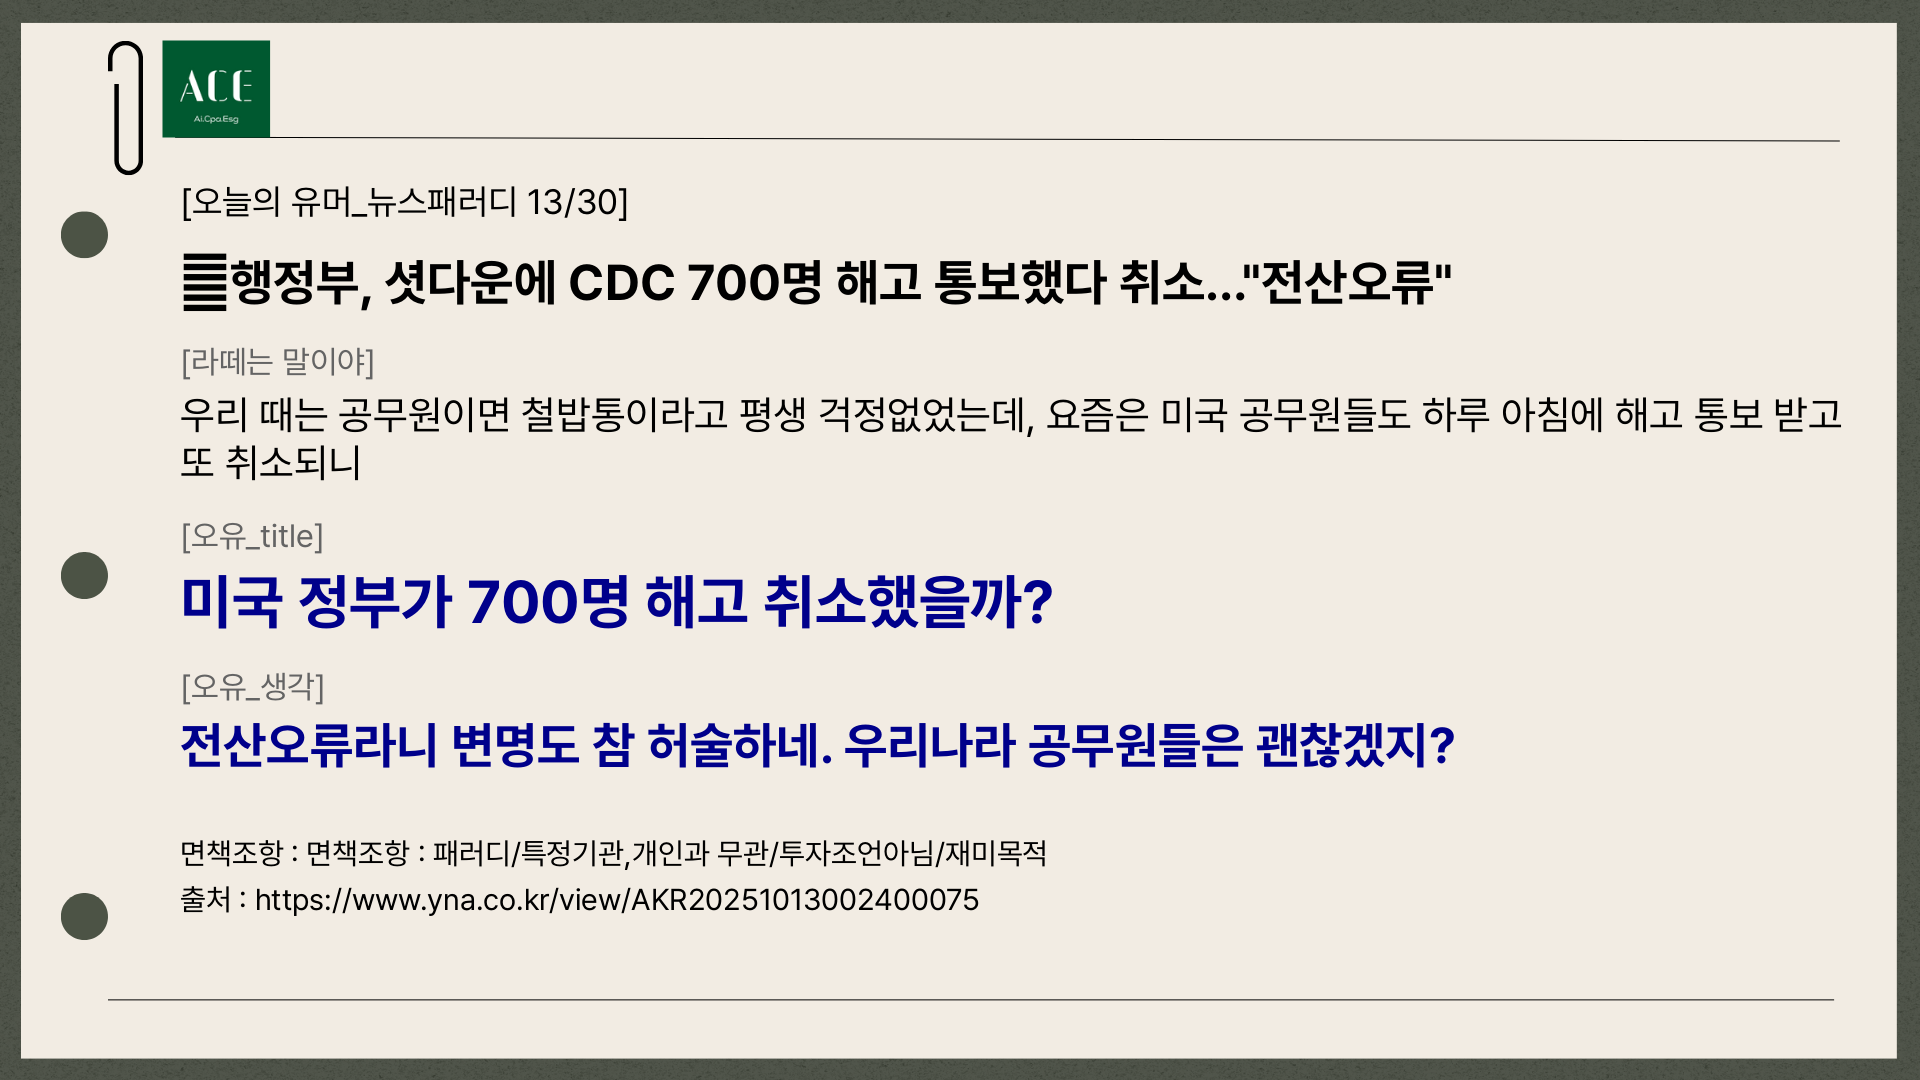 ACE
Ai.Cpa.Esg
[오늘의 유머_뉴스패러디 13/30]
행정부, 셧다운에 CDC 700명 해고 통보했다 취소..."전산오류"
[라떼는 말이야]
우리 때는 공무원이면 철밥통이라고 평생 걱정없었는데, 요즘은 미국 공무원들도 하루 아침에 해고 통보 받고
또 취소되니
[오유_title]
미국 정부가 700명 해고 취소했을까?
[오유_생각]
전산오류라니 변명도 참 허술하네. 우리나라 공무원들은 괜찮겠지?
면책조항 : 면책조항 : 패러디/특정기관,개인과 무관/투자조언아님/재미목적
출처 : https://www.yna.co.kr/view/AKR20251013002400075